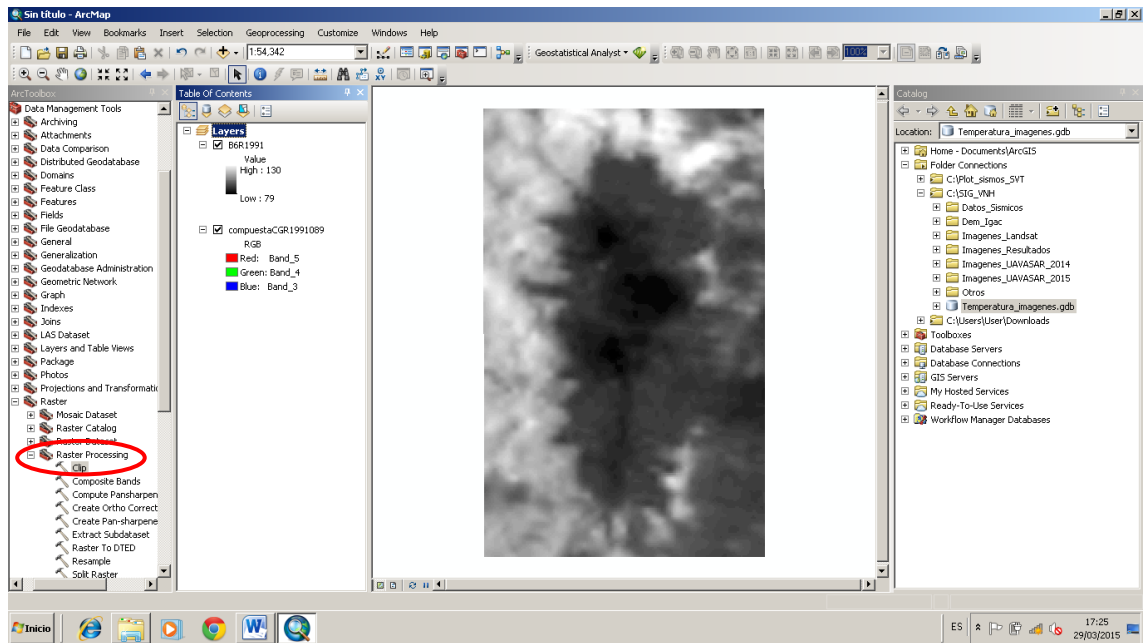 Sin título - ArcMap
File Edit View Bookmarks Insert Selection Geoprocessing Customize Windows Help
1:54,342
Geostatistical Analyst
100%
ArcToolbox
Data Management Tools
Archiving
Attachments
Data Comparison
Distributed Geodatabase
Domains
Feature Class
Features
Fields
File Geodatabase
General
Generalization
Geodatabase Administration
Geometric Network
Graph
Indexes
Joins
LAS Dataset
Layers and Table Views
Package
Photos
Projections and Transformatio
Raster
Mosaic Dataset
Raster Catalog
Raster Dataset
Raster Processing
Clip
Composite Bands
Compute Pansharpen
Create Ortho Correct
Create Pan-sharpene
Extract Subdataset
Raster To DTED
Resample
Split Raster
Table Of Contents
Layers
B6R1991
Value
High : 130
Low : 79
compuestaCGR1991089
RGB
Red: Band_5
Green: Band_4
Blue: Band_3
Catalog
Location: Temperatura_imagenes.gdb
Home - Documents\ArcGIS
Folder Connections
C:\Plot_sismos_SVT
C:\SIG_VNH
Datos_Sismicos
Dem_Igac
Imagenes_Landsat
Imagenes_Resultados
Imagenes_UAVASAR_2014
Imagenes_UAVASAR_2015
Otros
Temperatura_imagenes.gdb
C:\Users\User\Downloads
Toolboxes
Database Servers
Database Connections
GIS Servers
My Hosted Services
Ready-To-Use Services
Workflow Manager Databases
Inicio
ES
17:25
29/03/2015